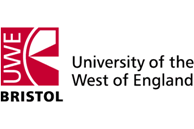 UWE
BRISTOL
University of the
West of England